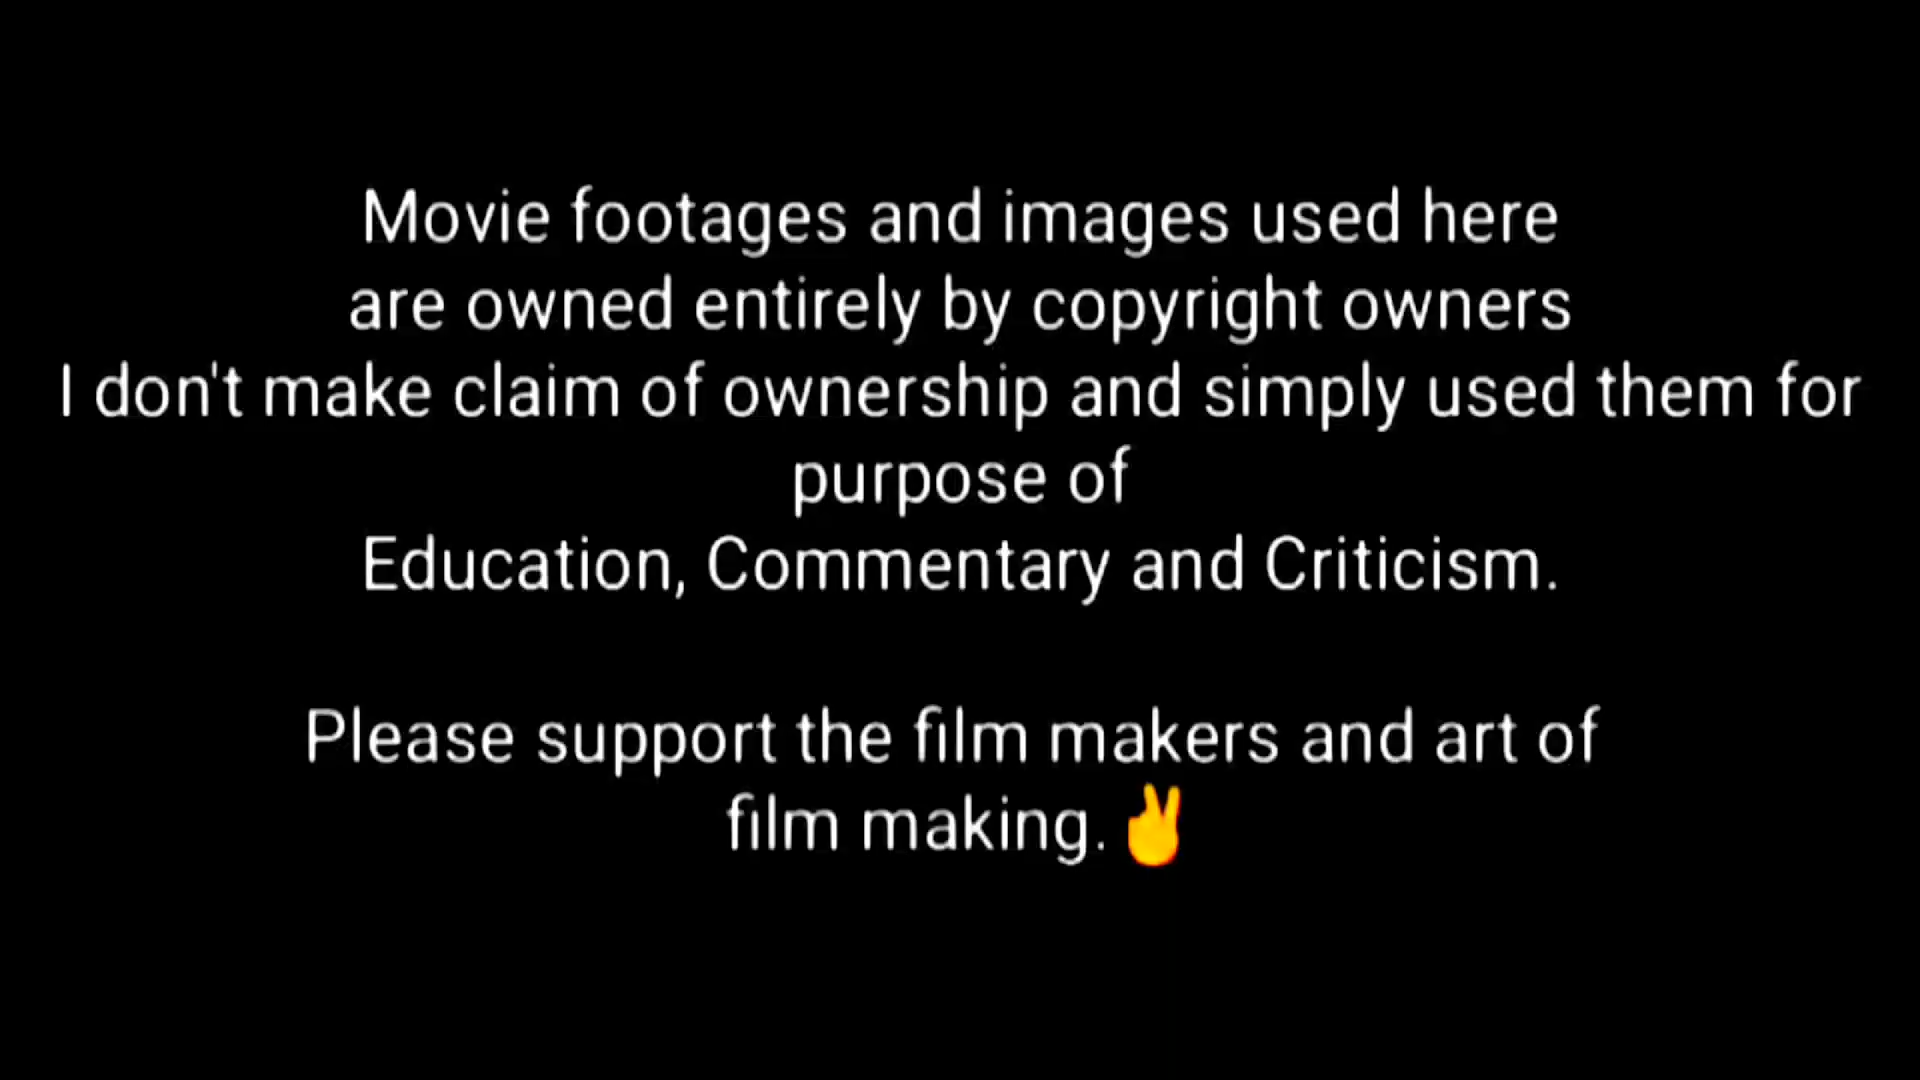 Movie footages and images used here
are owned entirely by copyright owners
I don't make claim of ownership and simply used them for
purpose of
Education, Commentary and Criticism.
Please support the film makers and art of
film making. ✌